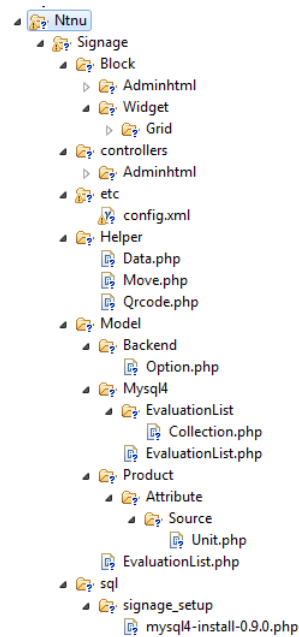 Ntnu
Signage
Block
Adminhtml
Widget
Grid
controllers
Adminhtml
etc
config.xml
Helper
Data.php
Move.php
Qrcode.php
Model
Backend
Option.php
Mysql4
EvaluationList
Collection.php
EvaluationList.php
Product
Attribute
Source
Unit.php
EvaluationList.php
sql
signage_setup
mysql4-install-0.9.0.php